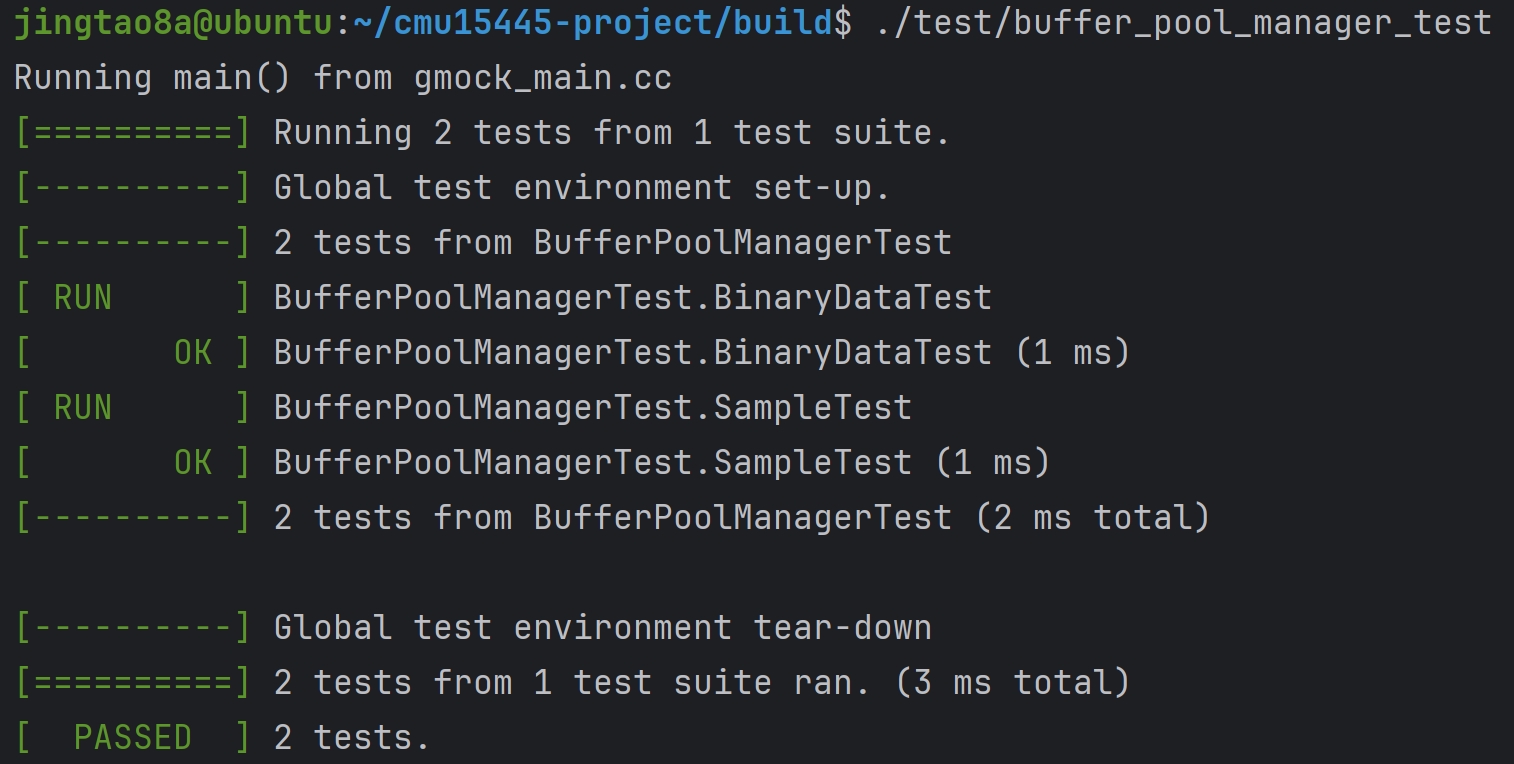 jingtao8a@ubuntu:~/cmu15445-project/build$ ./test/buffer_pool_manager_test
Running main() from gmock_main.cc
[==========] Running 2 tests from 1 test suite.
[----------] Global test environment set-up.
[----------] 2 tests from BufferPoolManagerTest
[ RUN      ] BufferPoolManagerTest.BinaryDataTest
[       OK ] BufferPoolManagerTest.BinaryDataTest (1 ms)
[ RUN      ] BufferPoolManagerTest.SampleTest
[       OK ] BufferPoolManagerTest.SampleTest (1 ms)
[----------] 2 tests from BufferPoolManagerTest (2 ms total)
[----------] Global test environment tear-down
[==========] 2 tests from 1 test suite ran. (3 ms total)
[  PASSED  ] 2 tests.